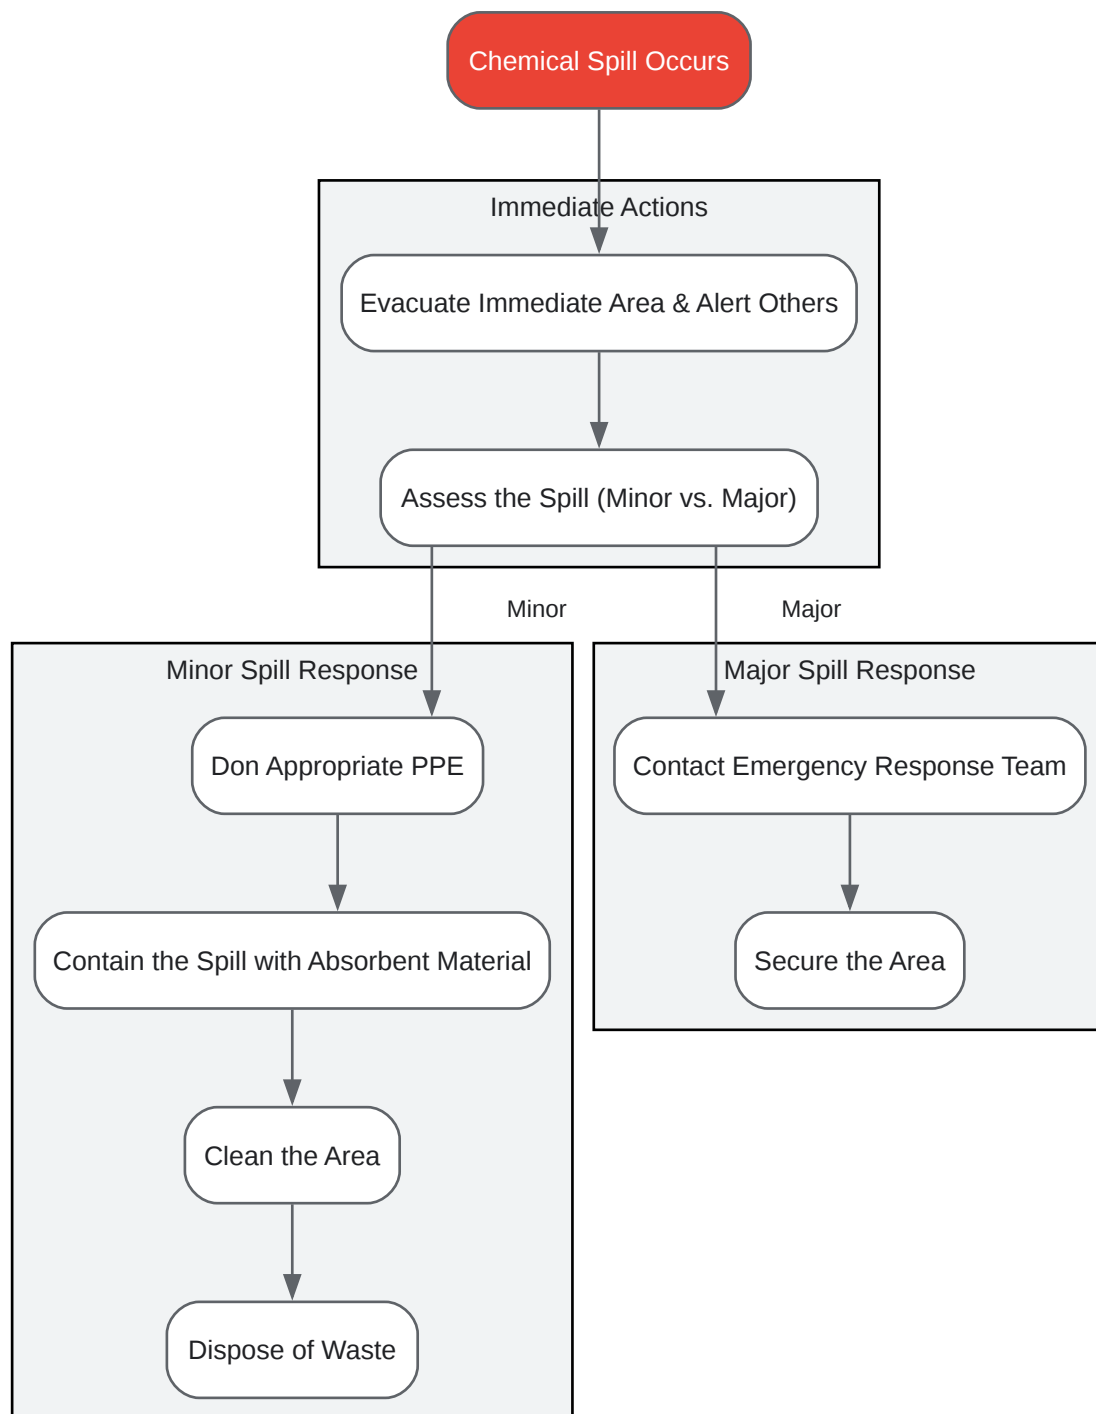 Chemical Spill Occurs
Immediate Actions
Evacuate Immediate Area & Alert Others
Assess the Spill (Minor vs. Major)
Minor
Major
Minor Spill Response
Don Appropriate PPE
Contain the Spill with Absorbent Material
Clean the Area
Dispose of Waste
Major Spill Response
Contact Emergency Response Team
Secure the Area